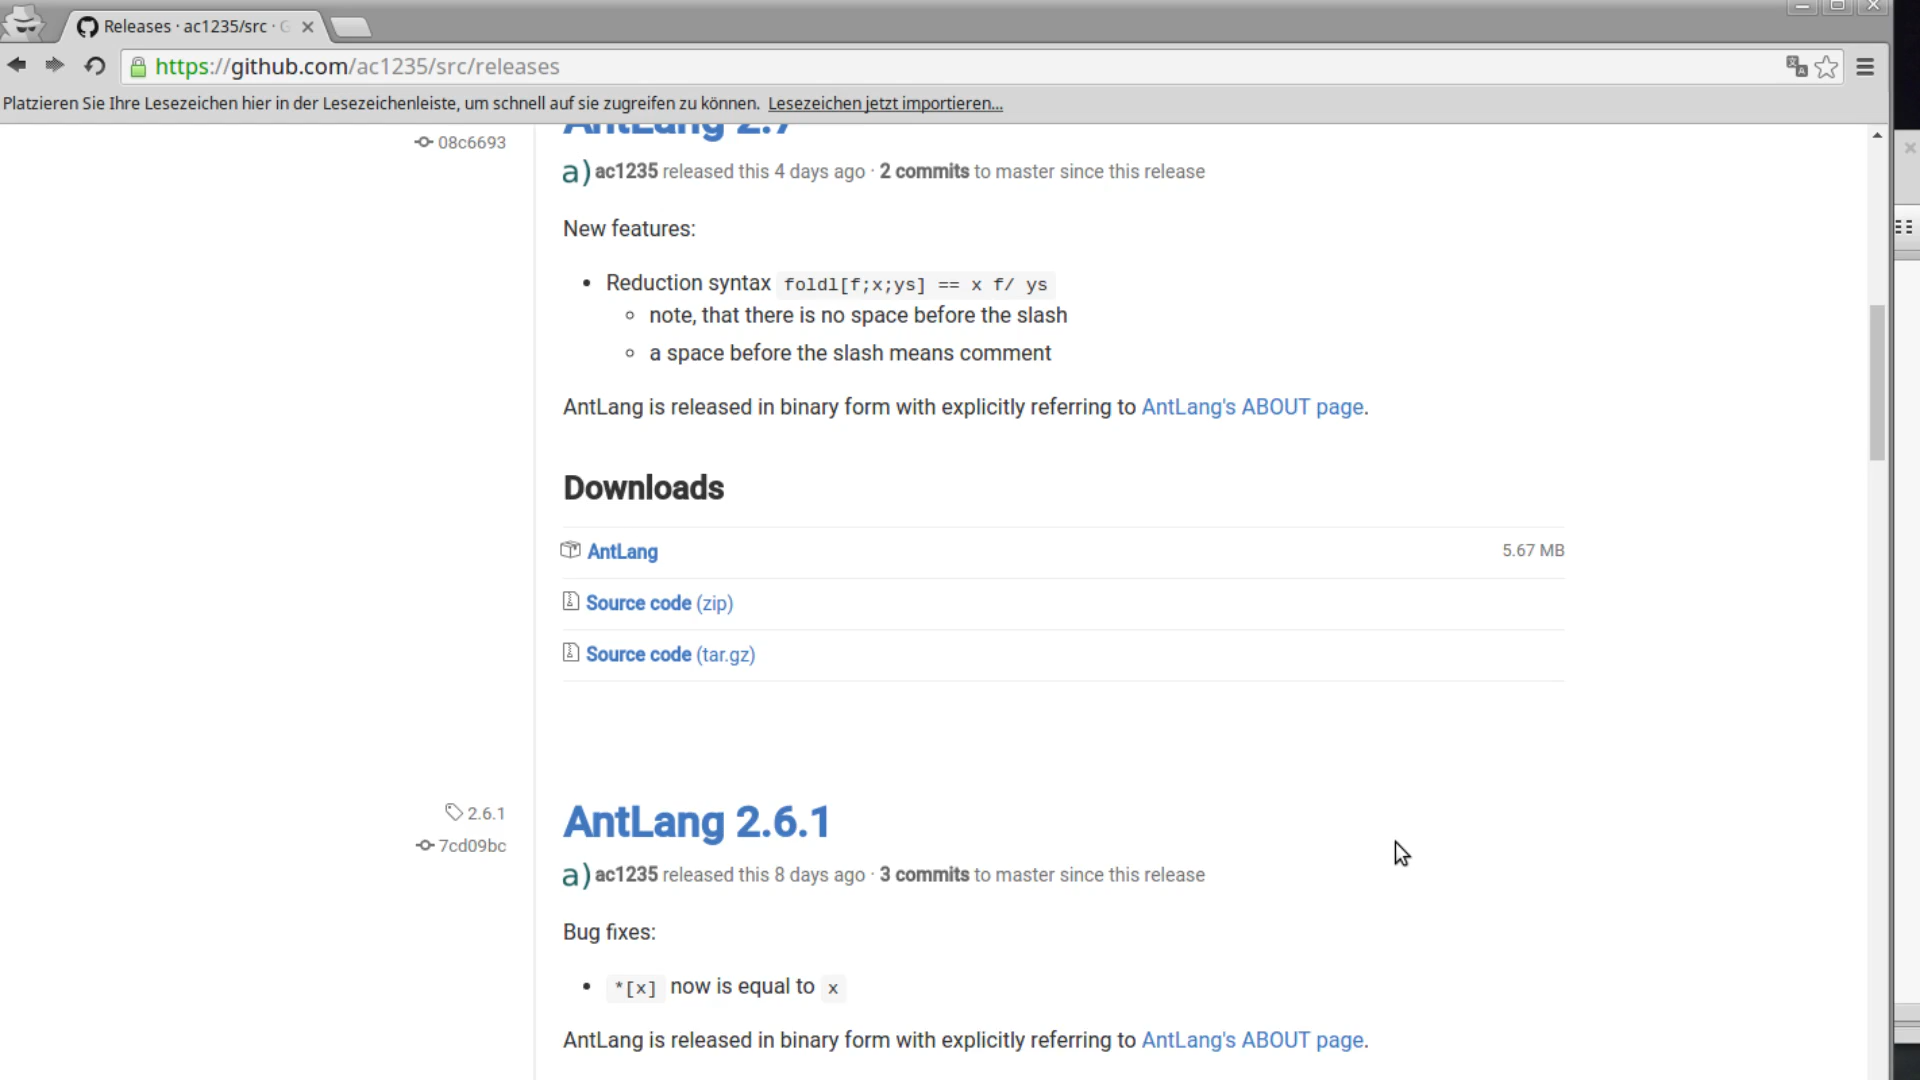 Releases · ac1235/src · G
https://github.com/ac1235/src/releases
Platzieren Sie Ihre Lesezeichen hier in der Lesezeichenleiste, um schnell auf sie zugreifen zu können. Lesezeichen jetzt importieren...
AntLang 2.7
08c6693
ac1235 released this 4 days ago · 2 commits to master since this release
New features:
• Reduction syntax foldl[f;x;ys] == x f/ ys
◦ note, that there is no space before the slash
◦ a space before the slash means comment
AntLang is released in binary form with explicitly referring to AntLang's ABOUT page.
Downloads
AntLang 5.67 MB
Source code (zip)
Source code (tar.gz)
2.6.1
AntLang 2.6.1
7cd09bc
a) ac1235 released this 8 days ago · 3 commits to master since this release
Bug fixes:
• *[x] now is equal to x
AntLang is released in binary form with explicitly referring to AntLang's ABOUT page.